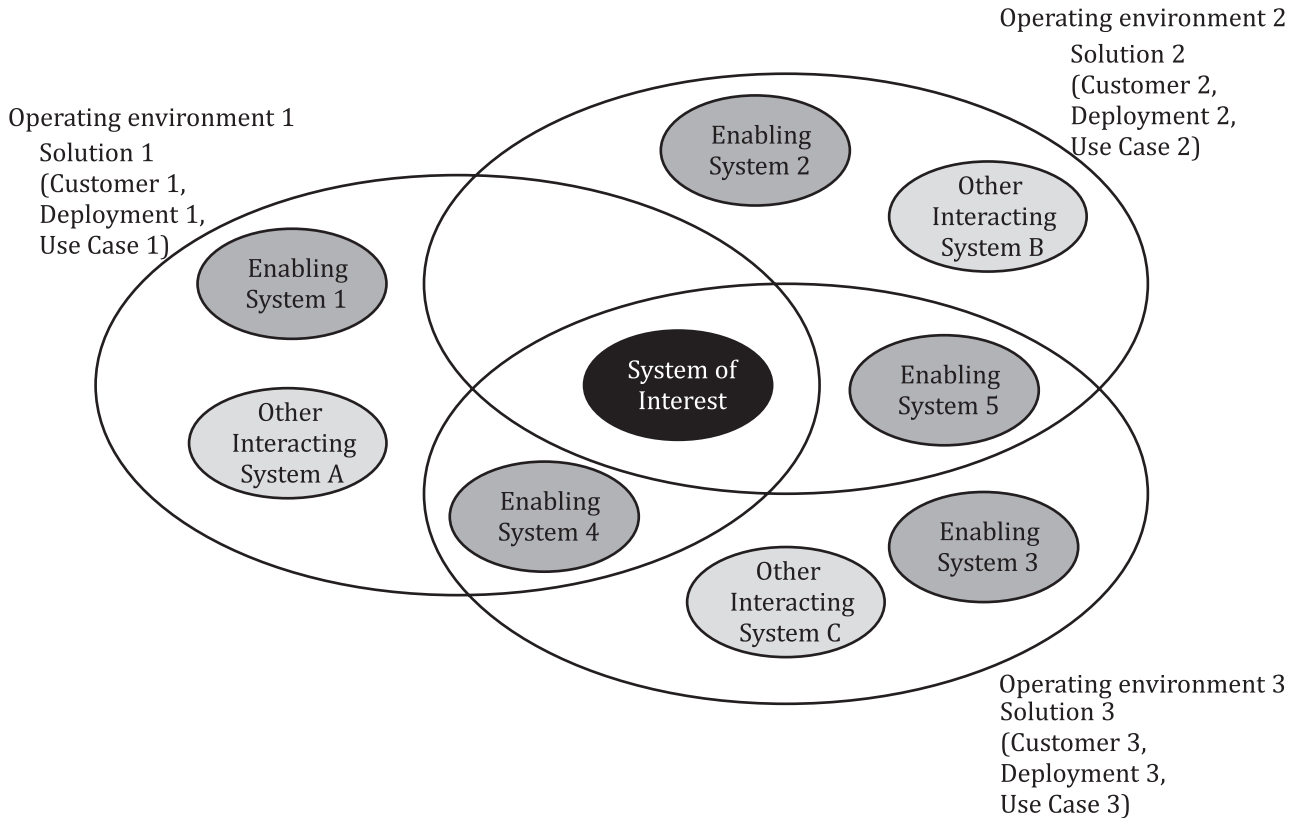 Operating environment 2
Solution 2
(Customer 2,
Deployment 2,
Use Case 2)
Operating environment 1
Solution 1
(Customer 1,
Deployment 1,
Use Case 1)
Enabling
System 2
Other
Interacting
System B
Enabling
System 1
System of
Interest
Enabling
System 5
Other
Interacting
System A
Enabling
System 4
Enabling
System 3
Other
Interacting
System C
Operating environment 3
Solution 3
(Customer 3,
Deployment 3,
Use Case 3)